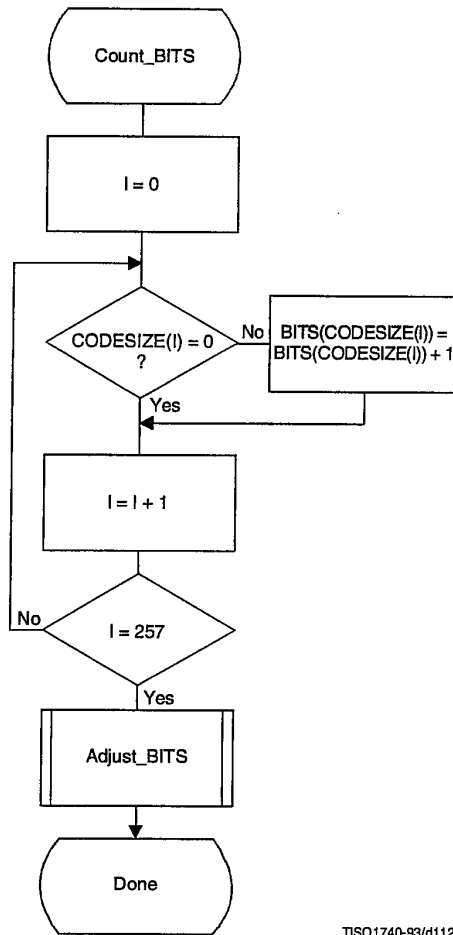 Count_BITS
I = 0
CODESIZE(I) = 0
?
No
BITS(CODESIZE(I)) =
BITS(CODESIZE(I)) + 1
Yes
I = I + 1
No
I = 257
Yes
Adjust_BITS
Done
TISO1740-93/d112